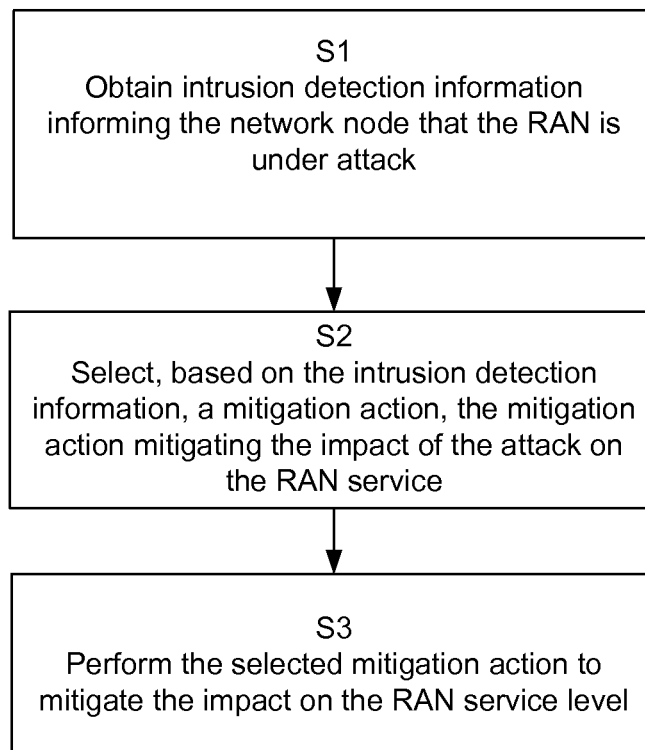 S1
Obtain intrusion detection information
informing the network node that the RAN is
under attack
S2
Select, based on the intrusion detection
information, a mitigation action, the mitigation
action mitigating the impact of the attack on
the RAN service
S3
Perform the selected mitigation action to
mitigate the impact on the RAN service level